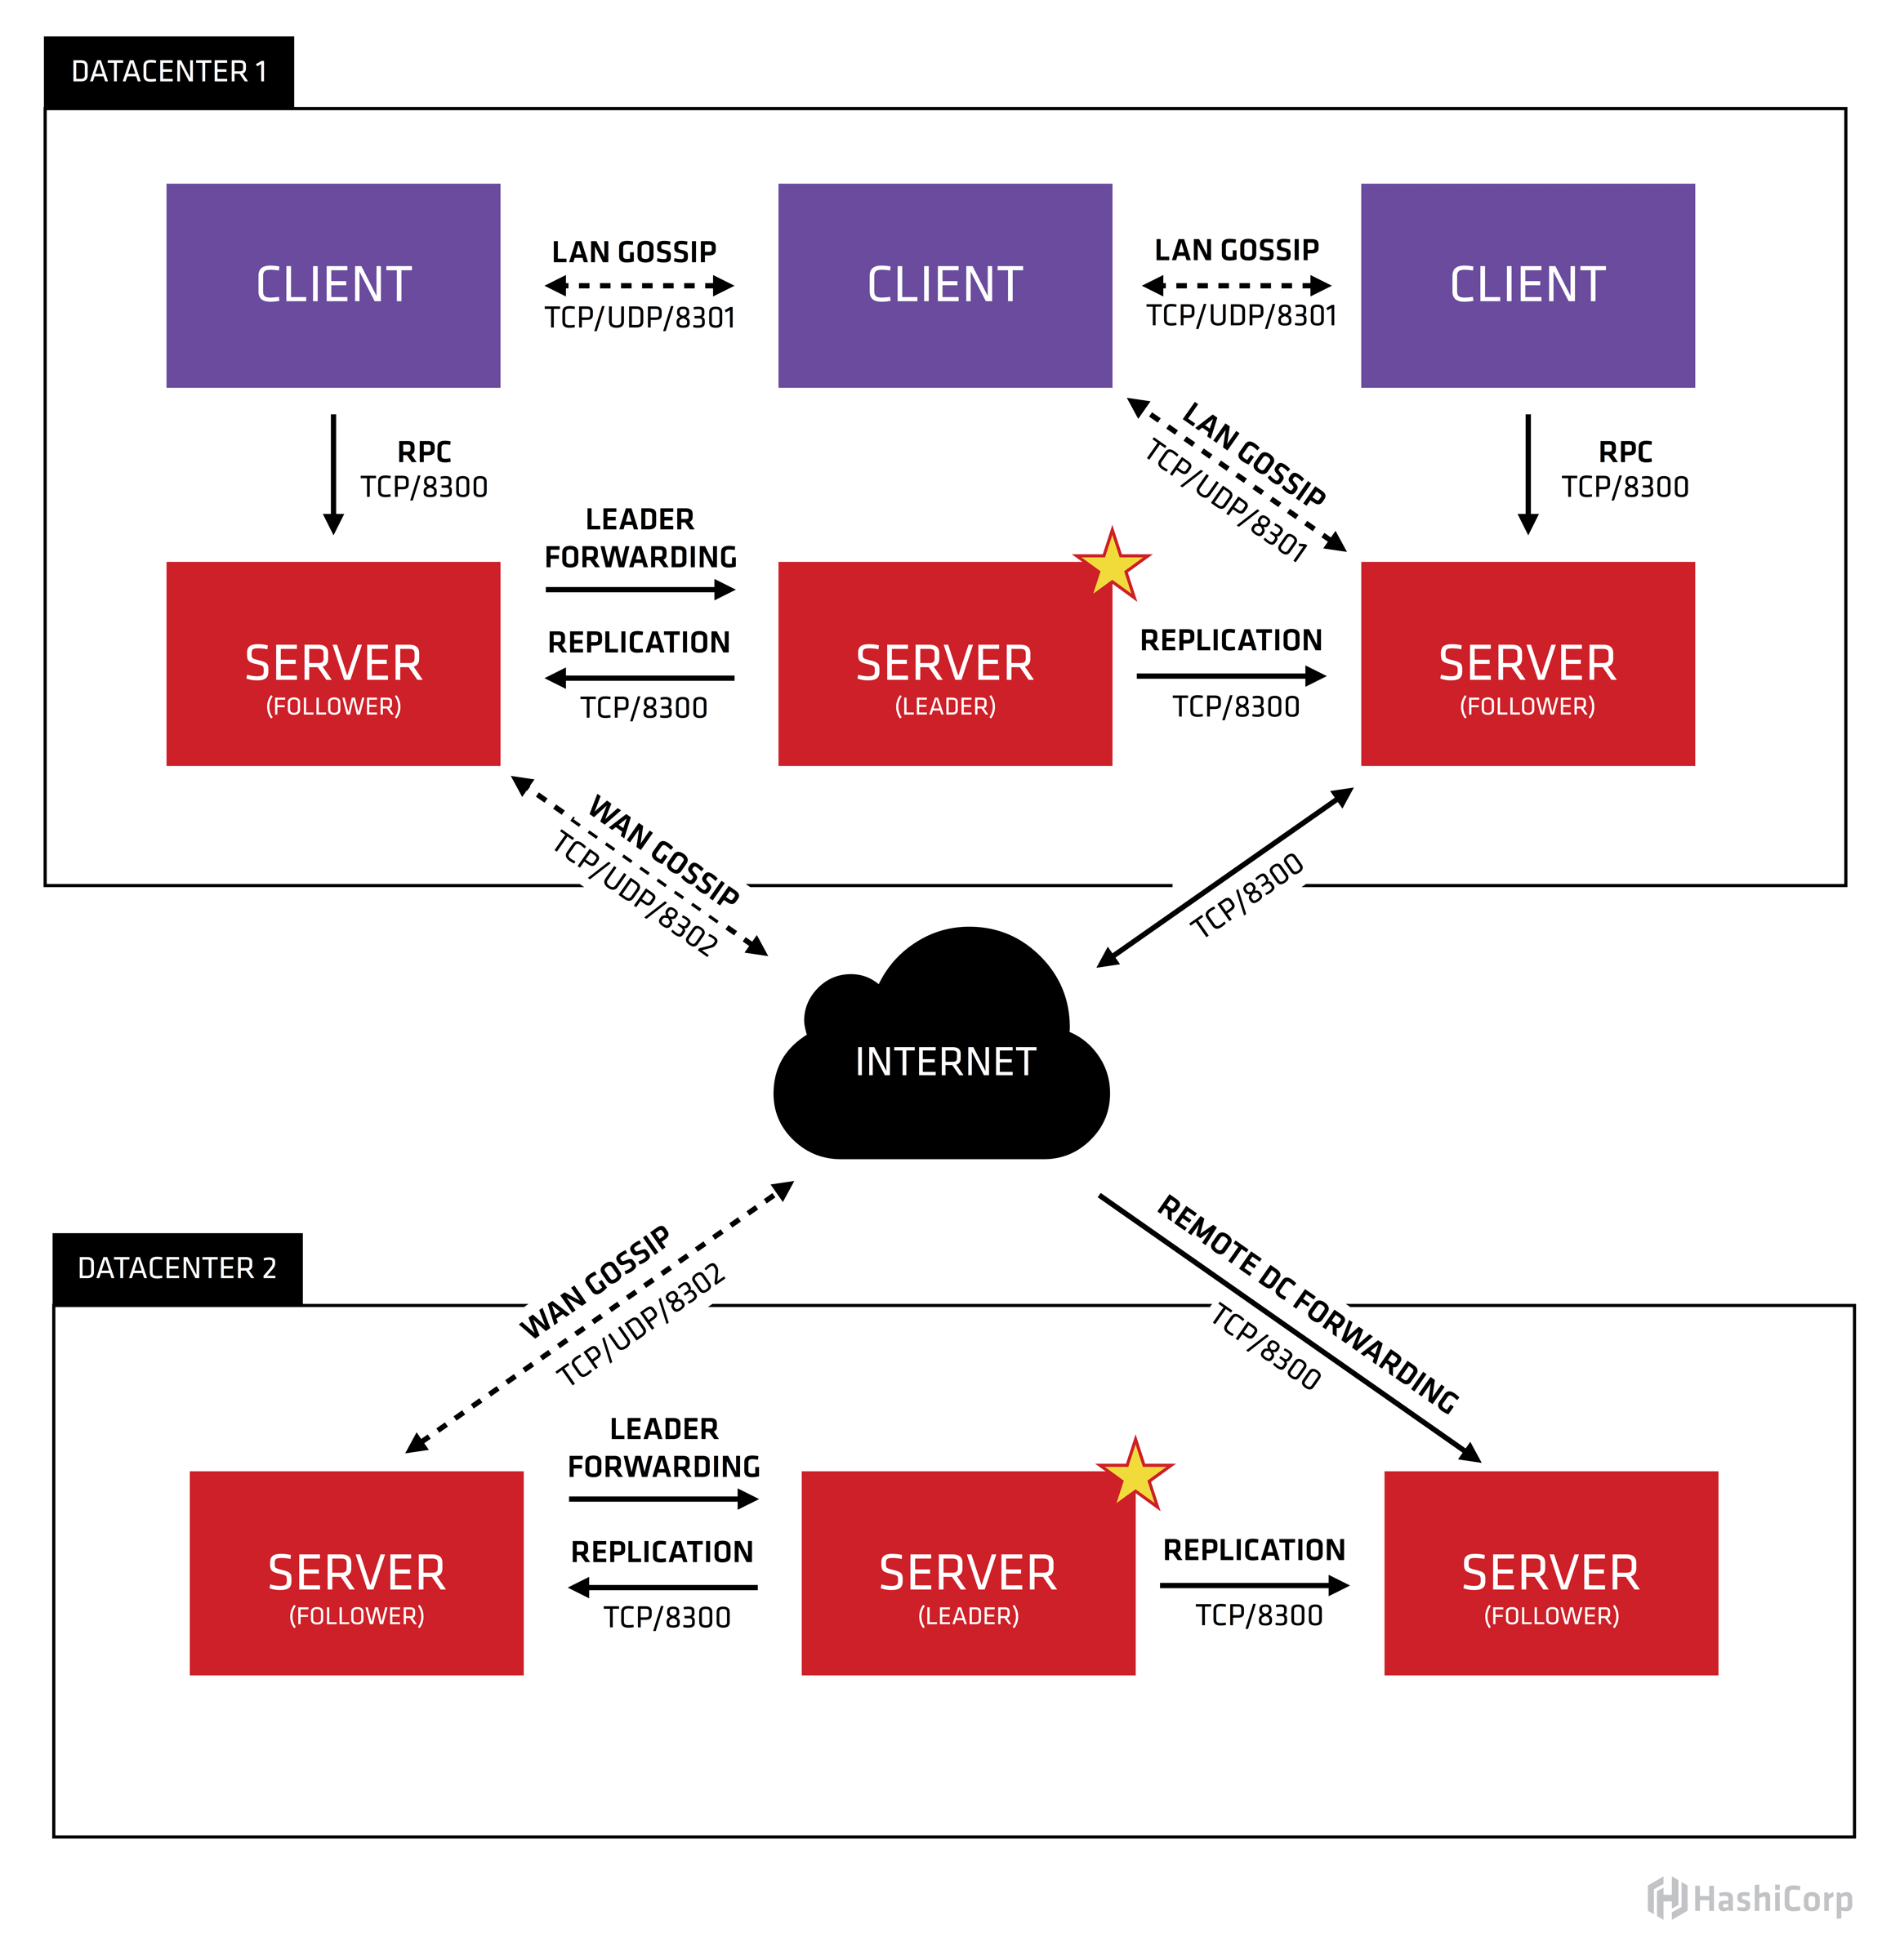 DATACENTER 1
CLIENT
LAN GOSSIP
TCP/UDP/8301
CLIENT
LAN GOSSIP
TCP/UDP/8301
CLIENT
RPC
TCP/8300
LAN GOSSIP
TCP/UDP/8301
RPC
TCP/8300
LEADER
FORWARDING
SERVER
(FOLLOWER)
REPLICATION
TCP/8300
SERVER
(LEADER)
REPLICATION
TCP/8300
SERVER
(FOLLOWER)
WAN GOSSIP
TCP/UDP/8302
TCP/8300
INTERNET
DATACENTER 2
WAN GOSSIP
TCP/UDP/8302
REMOTE DC FORWARDING
TCP/8300
LEADER
FORWARDING
SERVER
(FOLLOWER)
REPLICATION
TCP/8300
SERVER
(LEADER)
REPLICATION
TCP/8300
SERVER
(FOLLOWER)
HashiCorp